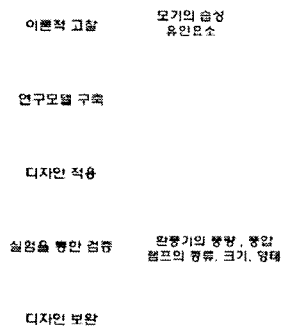 이론적 고찰
모기의 습성
유인요소
연구모델 구축
디자인 적용
실험을 통한 검증
환풍기의 풍량, 풍압
램프의 종류, 크기, 형태
디자인 보완